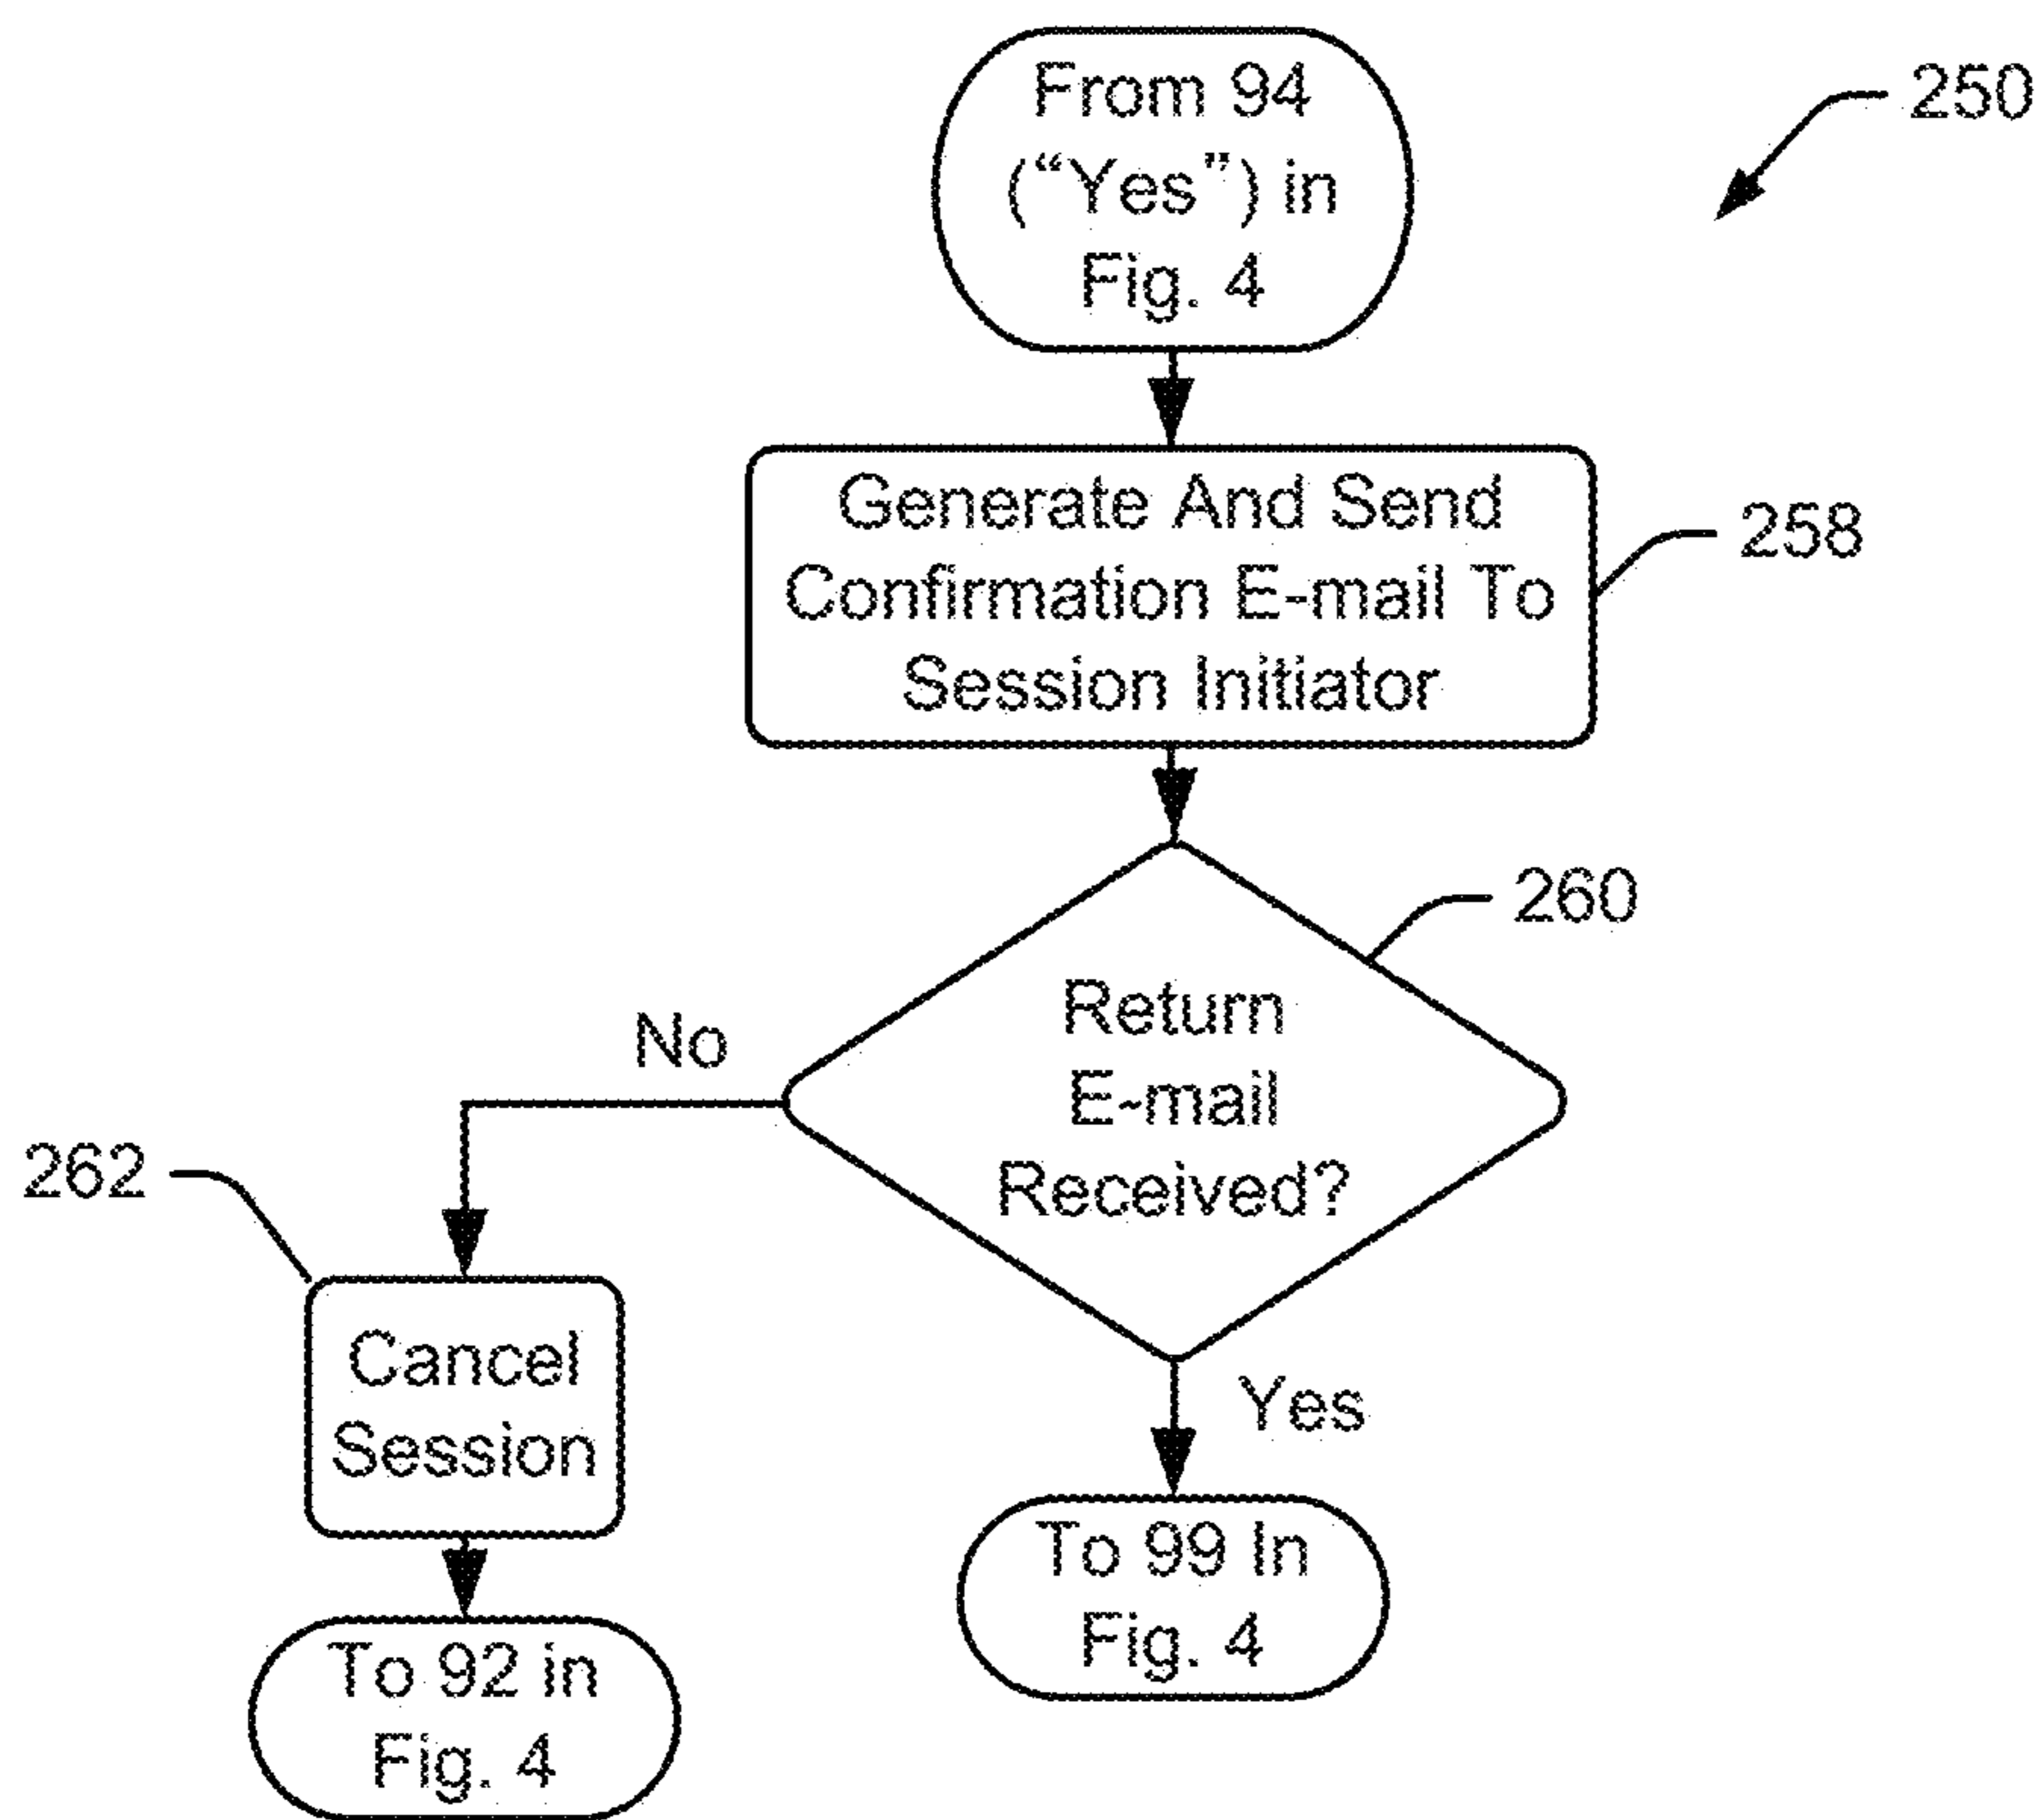 From 94
("Yes") in
Fig. 4
250
Generate And Send
Confirmation E-mail To
Session Initiator
258
260
Return
E-mail
Received?
No
262
Cancel
Session
Yes
To 99 In
Fig. 4
To 92 in
Fig. 4